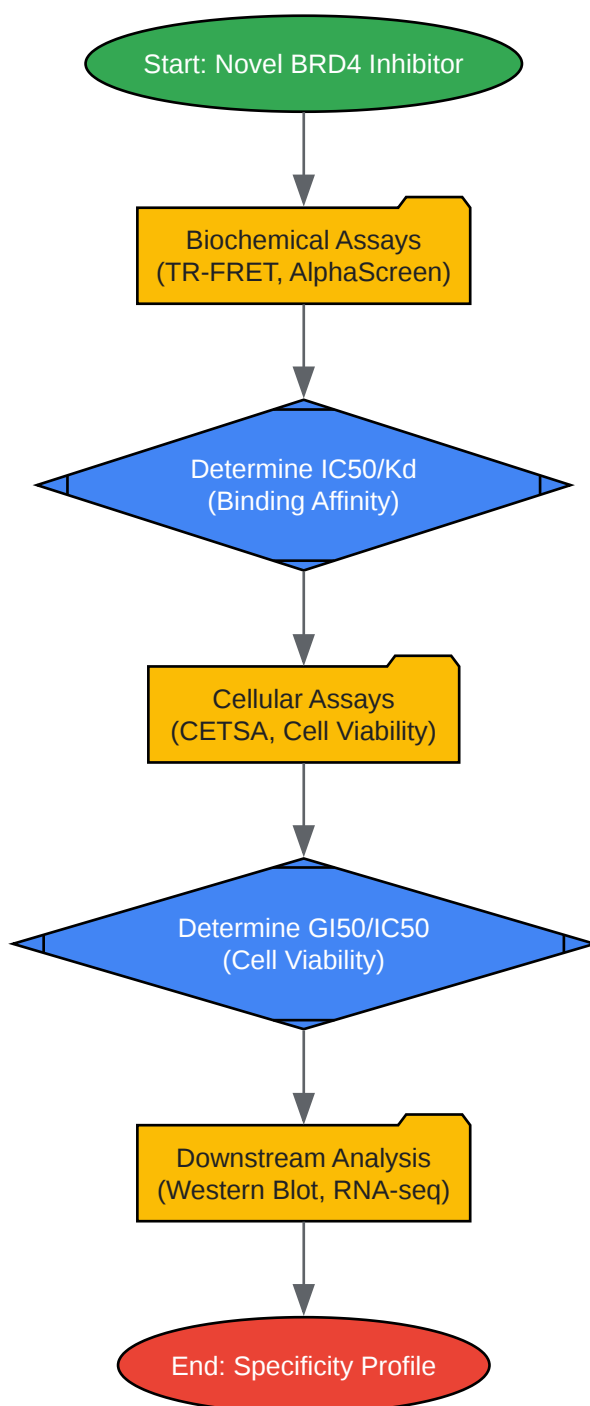 Start: Novel BRD4 Inhibitor
Biochemical Assays
(TR-FRET, AlphaScreen)
Determine IC50/Kd
(Binding Affinity)
Cellular Assays
(CETSA, Cell Viability)
Determine GI50/IC50
(Cell Viability)
Downstream Analysis
(Western Blot, RNA-seq)
End: Specificity Profile